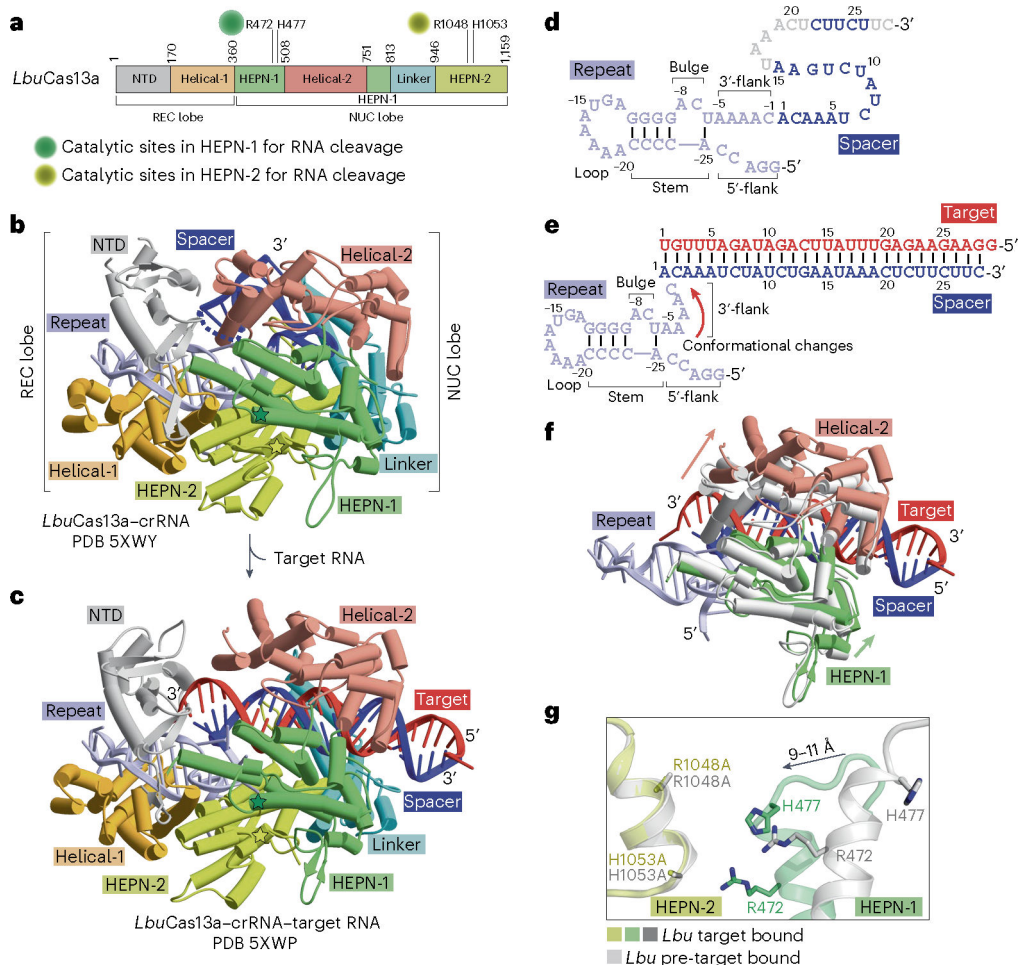 a
R472 H477
R1048 H1053
1 170 360 508 751 813 946 1,159
LbuCas13a
NTD Helical-1 HEPN-1 Helical-2 Linker HEPN-2
HEPN-1
REC lobe NUC lobe
Catalytic sites in HEPN-1 for RNA cleavage
Catalytic sites in HEPN-2 for RNA cleavage
b
REC lobe
NTD
Spacer
3′
Helical-2
Repeat
NUC lobe
Helical-1
HEPN-2
Linker
HEPN-1
LbuCas13a–crRNA
PDB 5XWY
Target RNA
c
NTD
Helical-2
3′
Repeat
Target
5′
3′
Spacer
Helical-1
Linker
HEPN-2
HEPN-1
LbuCas13a–crRNA–target RNA
PDB 5XWP
d
20 25
ACUCUUCUUC-3′
A
A
U
A
15
AAGUCU
10
A
U
C
Repeat
Bulge
3′-flank
-15
-8
-5
-1 1 5
AUGA
GGGG
AC
UAAAAC
ACAAAU
AAAAA
CCCC
A
CC
AGG-5′
Spacer
Loop
-20
-25
Stem
5′-flank
e
Target
1 5 10 15 20 25
UGUUUAGAUAGACUUAUUUGAGAAGAAGG-5′
1
ACAAAUCUAUCUGAAUAAACUCUUCUUC-3′
5 10 15 20 25
Spacer
Repeat
Bulge
-8
C
A
A
3′-flank
-15
AUGA
GGGG
AC
-5
UAA
Conformational changes
AAAAA
CCCC
A
CC
AGG-5′
-20
-25
Loop
Stem
5′-flank
f
Helical-2
3′
Repeat
Target
3′
5′
Spacer
5′
HEPN-1
g
9–11 Å
R1048A
R1048A
H477
H477
R472
H1053A
H1053A
R472
HEPN-2
HEPN-1
Lbu target bound
Lbu pre-target bound